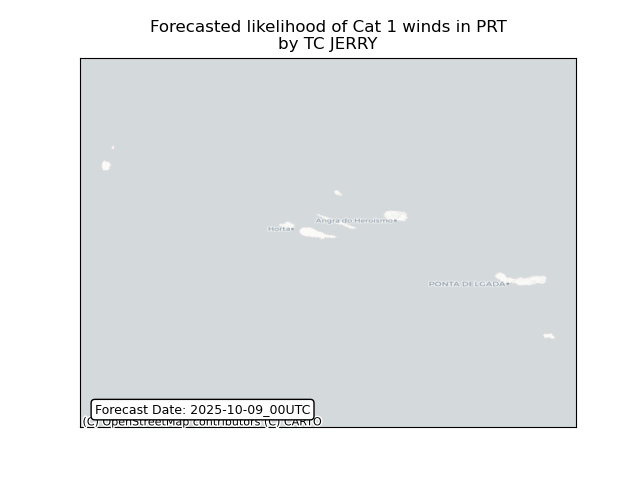 Forecasted likelihood of Cat 1 winds in PRT
by TC JERRY
Angra do Heroísmo
Horta
PONTA DELGADA
Forecast Date: 2025-10-09_00UTC
(C) OpenStreetMap contributors (C) CARTO